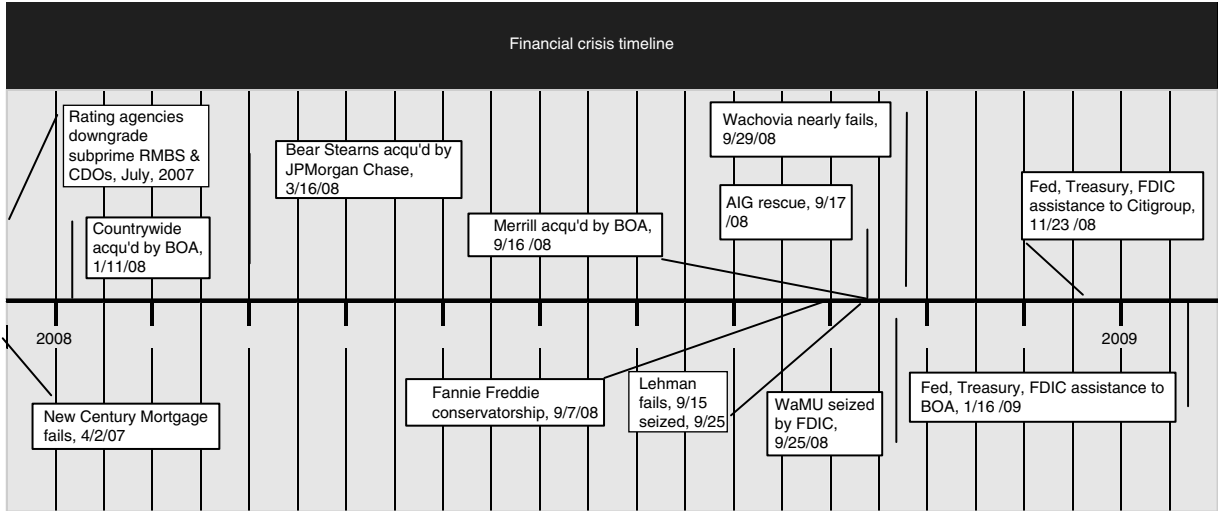 Financial crisis timeline
Rating agencies
downgrade
subprime RMBS &
CDOs, July, 2007
Countrywide
acqu'd by BOA,
1/11/08
Bear Stearns acqu'd by
JPMorgan Chase,
3/16/08
Merrill acqu'd by BOA,
9/16 /08
Wachovia nearly fails,
9/29/08
AIG rescue, 9/17
/08
Fed, Treasury, FDIC
assistance to Citigroup,
11/23 /08
2008
2009
New Century Mortgage
fails, 4/2/07
Fannie Freddie
conservatorship, 9/7/08
Lehman
fails, 9/15
seized, 9/25
WaMU seized
by FDIC,
9/25/08
Fed, Treasury, FDIC assistance to
BOA, 1/16 /09